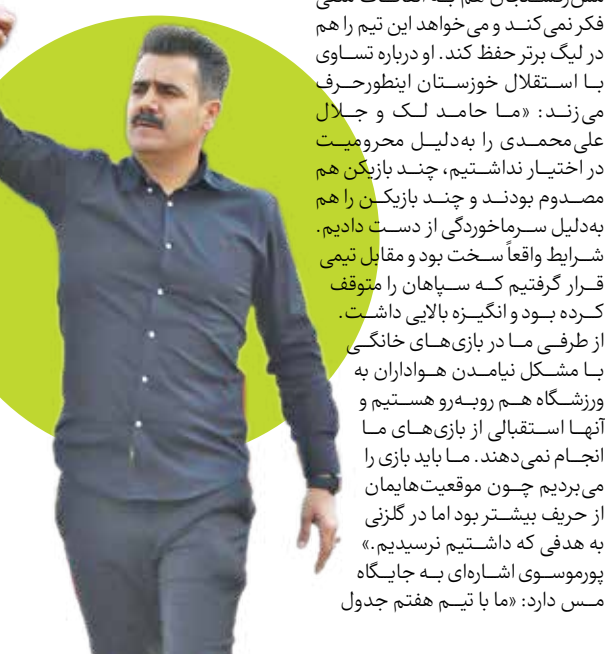 فکر نمی‌کند و می‌خواهد این تیم را هم
در لیگ برتر حفظ کند. او درباره تساوی
با استقلال خوزستان اینطور حرف
می‌زند: «ما حامد لک و جلال
علی‌محمدی را به‌دلیل محرومیت
در اختیار نداشتیم، چند بازیکن هم
مصدوم بودند و چند بازیکن را هم
به‌دلیل سرماخوردگی از دست دادیم.
شرایط واقعاً سخت بود و مقابل تیمی
قرار گرفتیم که سپاهان را متوقف
کرده بود و انگیزه بالایی داشت.
از طرفی ما در بازی‌های خانگی
با مشکل نیامدن هواداران به
ورزشگاه هم روبه‌رو هستیم و
آنها استقبالی از بازی‌های ما
انجام نمی‌دهند. ما باید بازی را
می‌بردیم چون موقعیت‌هایمان
از حریف بیشتر بود اما در گلزنی
به هدفی که داشتیم نرسیدیم.»
پورموسوی اشاره‌ای به جایگاه
مس دارد: «ما با تیم هفتم جدول